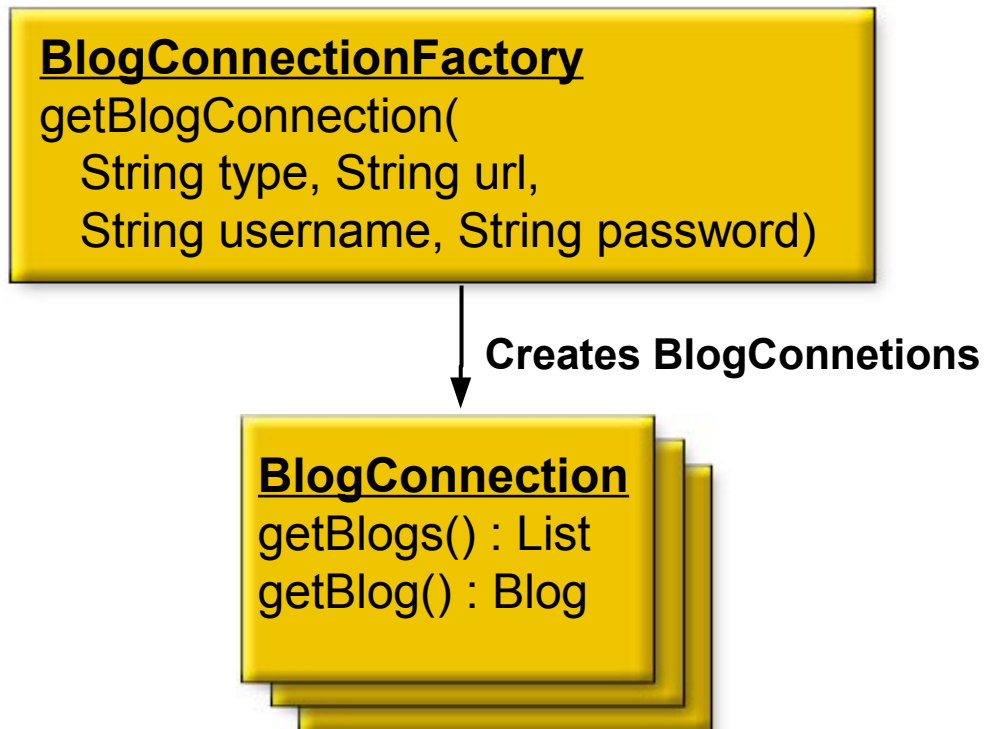 BlogConnectionFactory
getBlogConnection(
String type, String url,
String username, String password)
Creates BlogConnetions
BlogConnection
getBlogs() : List
getBlog() : Blog